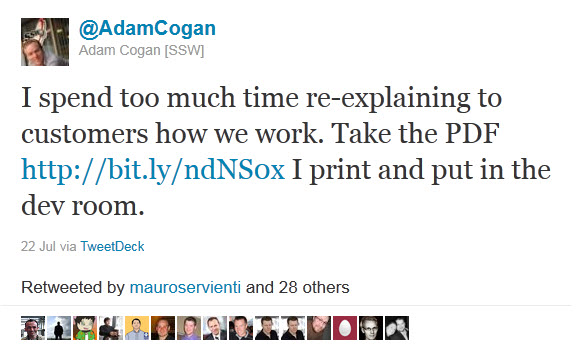 @AdamCogan
Adam Cogan [SSW]
I spend too much time re-explaining to
customers how we work. Take the PDF
http://bit.ly/ndNS0x I print and put in the
dev room.
22 Jul via TweetDeck
Retweeted by mauroservienti and 28 others